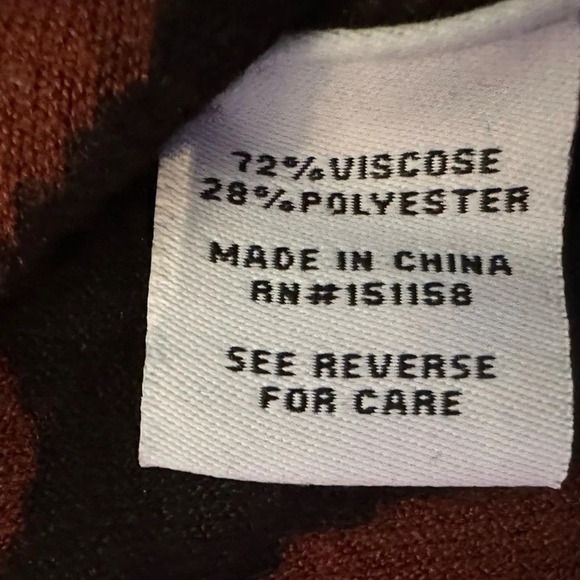 72%VISCOSE
28%POLYESTER
MADE IN CHINA
RN#151158
SEE REVERSE
FOR CARE